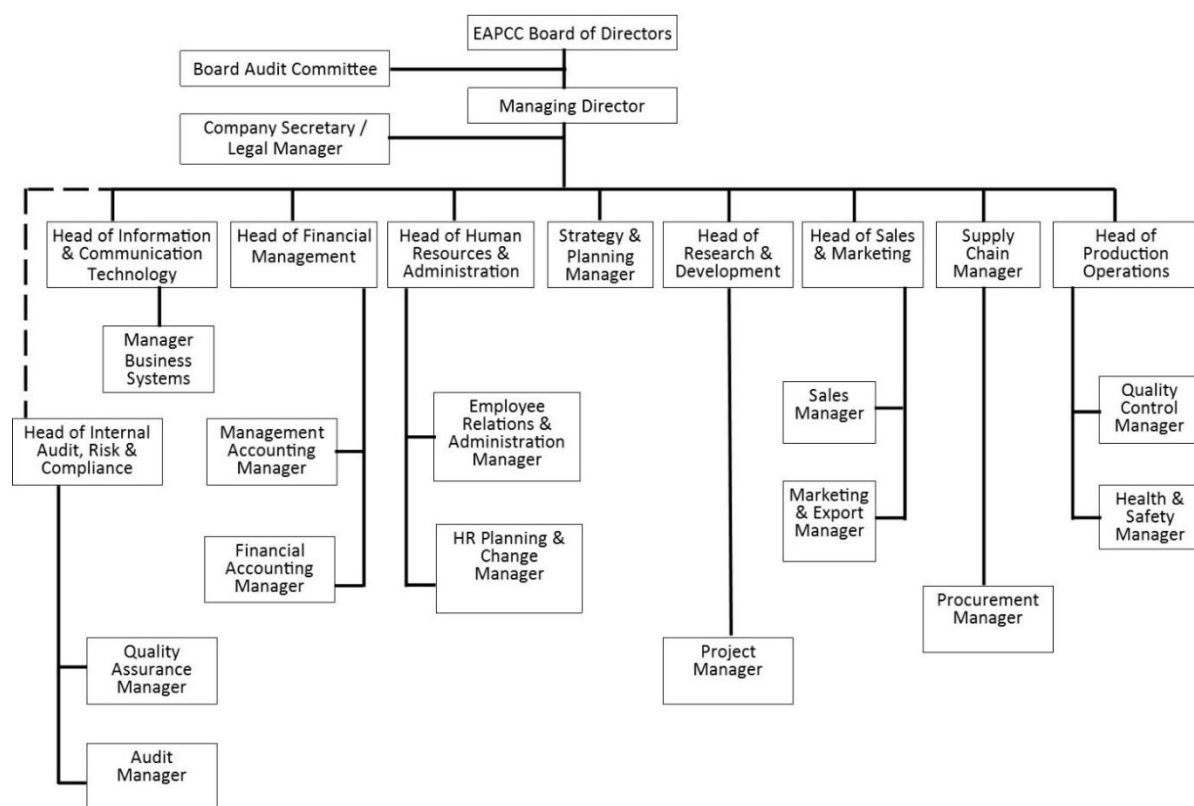 EAPCC Board of Directors
Board Audit Committee
Managing Director
Company Secretary /
Legal Manager
Head of Information
& Communication
Technology
Head of Financial
Management
Head of Human
Resources &
Administration
Strategy &
Planning
Manager
Head of
Research &
Development
Head of Sales
& Marketing
Supply
Chain
Manager
Head of
Production
Operations
Manager
Business
Systems
Head of Internal
Audit, Risk &
Compliance
Management
Accounting
Manager
Employee
Relations &
Administration
Manager
Sales
Manager
Quality
Control
Manager
Financial
Accounting
Manager
HR Planning &
Change
Manager
Marketing
& Export
Manager
Health &
Safety
Manager
Procurement
Manager
Quality
Assurance
Manager
Project
Manager
Audit
Manager